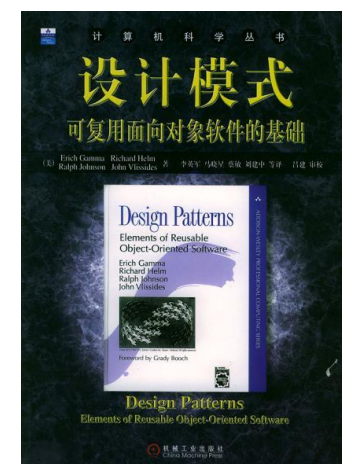 计算机科学丛书
设计模式
可复用面向对象软件的基础
(美) Erich Gamma Richard Helm
Ralph Johnson John Vlissides 著 李英军 马晓星 蔡敏 刘建中 等译 吕建 审校
Design Patterns
Elements of Reusable
Object-Oriented Software
Erich Gamma
Richard Helm
Ralph Johnson
John Vlissides
Foreword by Grady Booch
ADDISON-WESLEY PROFESSIONAL COMPUTING SERIES
Design Patterns
Elements of Reusable Object-Oriented Software
机械工业出版社
China Machine Press